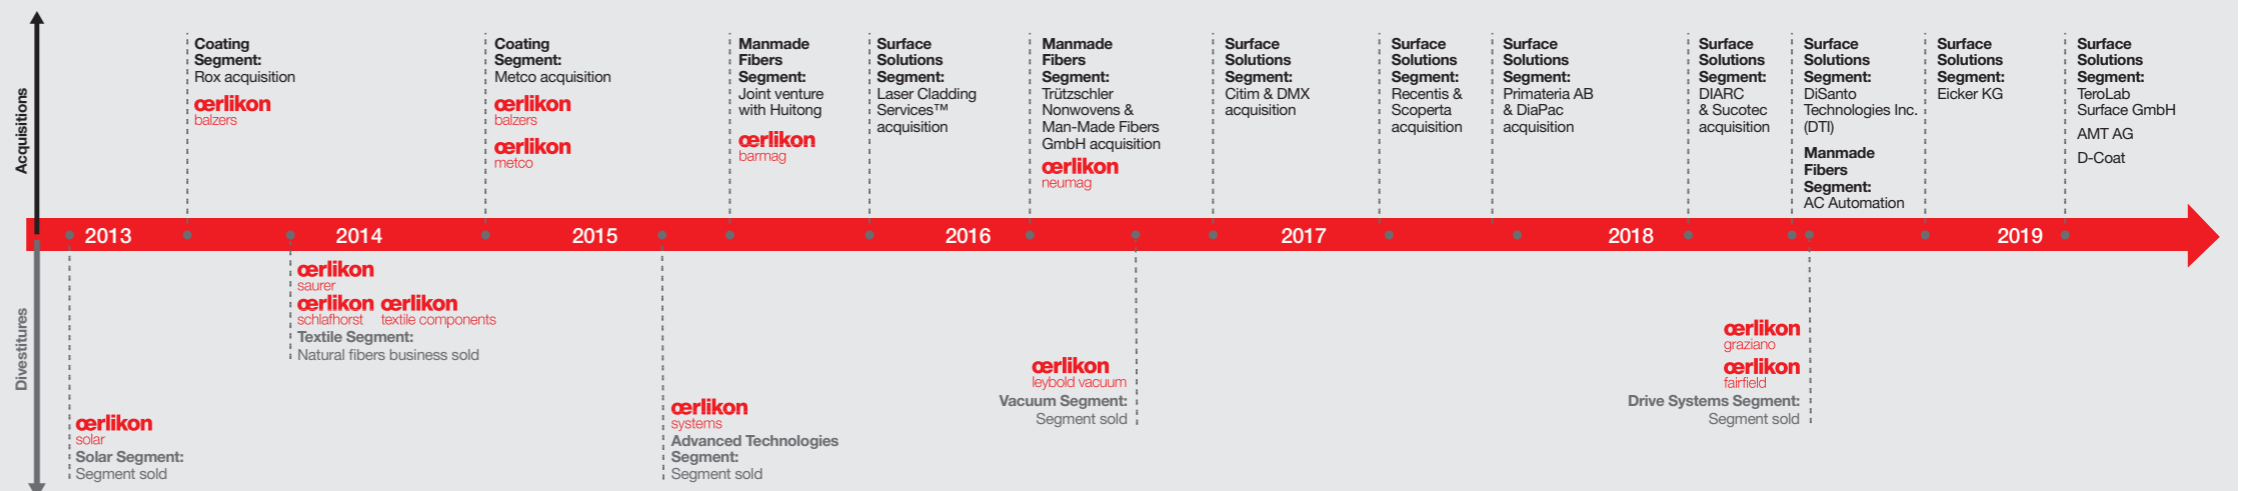 Acquisitions
Coating
Segment:
Rox acquisition
œrlikon
balzers
Coating
Segment:
Metco acquisition
œrlikon
balzers
œrlikon
metco
Manmade
Fibers
Segment:
Joint venture
with Huitong
œrlikon
barmag
Surface
Solutions
Segment:
Laser Cladding
Services™
acquisition
Manmade
Fibers
Segment:
Trützschler
Nonwovens &
Man-Made Fibers
GmbH acquisition
œrlikon
neumag
Surface
Solutions
Segment:
Citim & DMX
acquisition
Surface
Solutions
Segment:
Recentis &
Scoperta
acquisition
Surface
Solutions
Segment:
Primateria AB
& DiaPac
acquisition
Surface
Solutions
Segment:
DIARC
& Sucotec
acquisition
Surface
Solutions
Segment:
DiSanto
Technologies Inc.
(DTI)
Manmade
Fibers
Segment:
AC Automation
Surface
Solutions
Segment:
Eicker KG
Surface
Solutions
Segment:
TeroLab
Surface GmbH
AMT AG
D-Coat
2013 2014 2015 2016 2017 2018 2019
Divestitures
œrlikon
solar
Solar Segment:
Segment sold
œrlikon
saurer
œrlikon œrlikon
schlafhorst textile components
Textile Segment:
Natural fibers business sold
œrlikon
systems
Advanced Technologies
Segment:
Segment sold
œrlikon
leybold vacuum
Vacuum Segment:
Segment sold
œrlikon
graziano
œrlikon
fairfield
Drive Systems Segment:
Segment sold